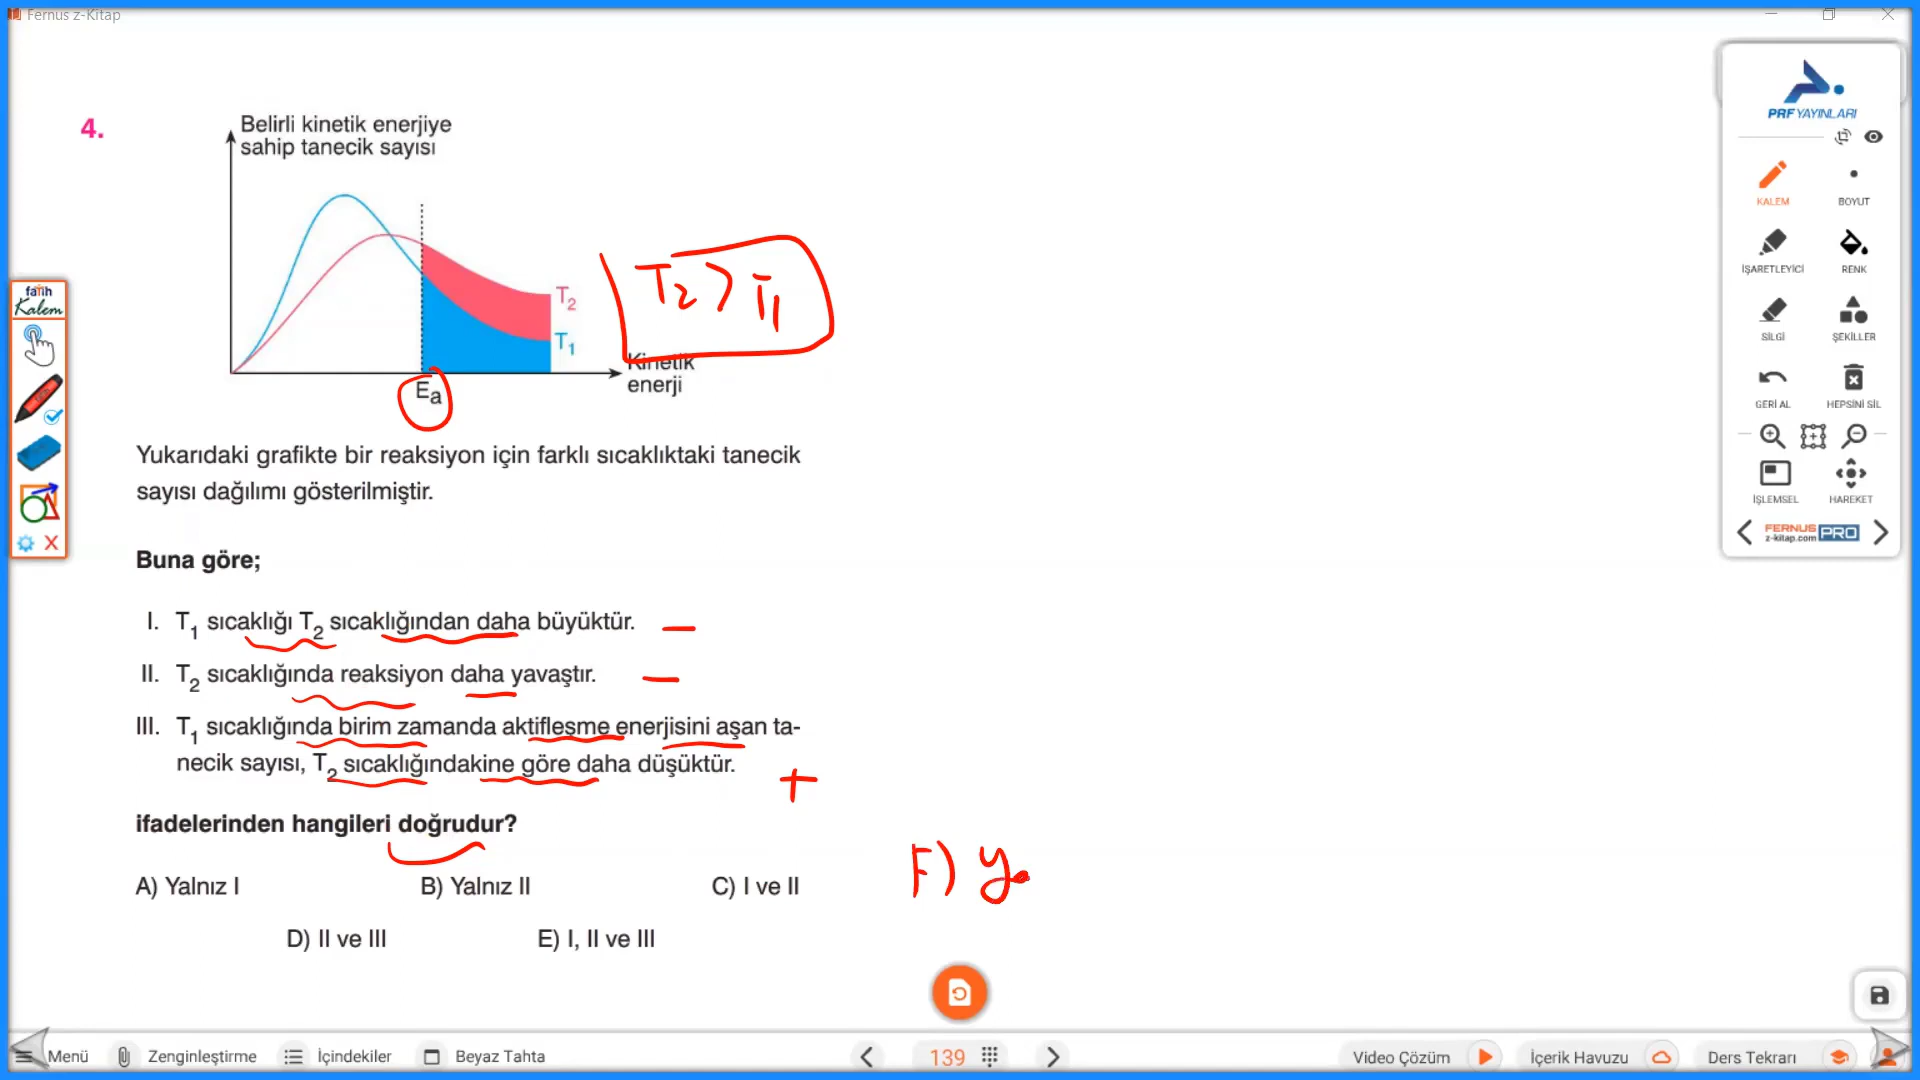 Fernus z-Kitap
4.
Belirli kinetik enerjiye
sahip tanecik sayısı
T2
T1
Ea
Kinetik
enerji
T2 > T1
Yukarıdaki grafikte bir reaksiyon için farklı sıcaklıktaki tanecik
sayısı dağılımı gösterilmiştir.
Buna göre;
I. T1 sıcaklığı T2 sıcaklığından daha büyüktür. –
II. T2 sıcaklığında reaksiyon daha yavaştır. –
III. T1 sıcaklığında birim zamanda aktifleşme enerjisini aşan ta-
necik sayısı, T2 sıcaklığındakine göre daha düşüktür. +
ifadelerinden hangileri doğrudur?
A) Yalnız I B) Yalnız II C) I ve II
D) II ve III E) I, II ve III
F) y
fatih
Kalem
PRF YAYINLARI
KALEM BOYUT
İŞARETLEYİCİ RENK
SİLGİ ŞEKİLLER
GERİ AL HEPSİNİ SİL
İŞLEMSEL HAREKET
FERNUS
z-kitap.com PRO
Menü Zenginleştirme İçindekiler Beyaz Tahta 139 Video Çözüm İçerik Havuzu Ders Tekrarı